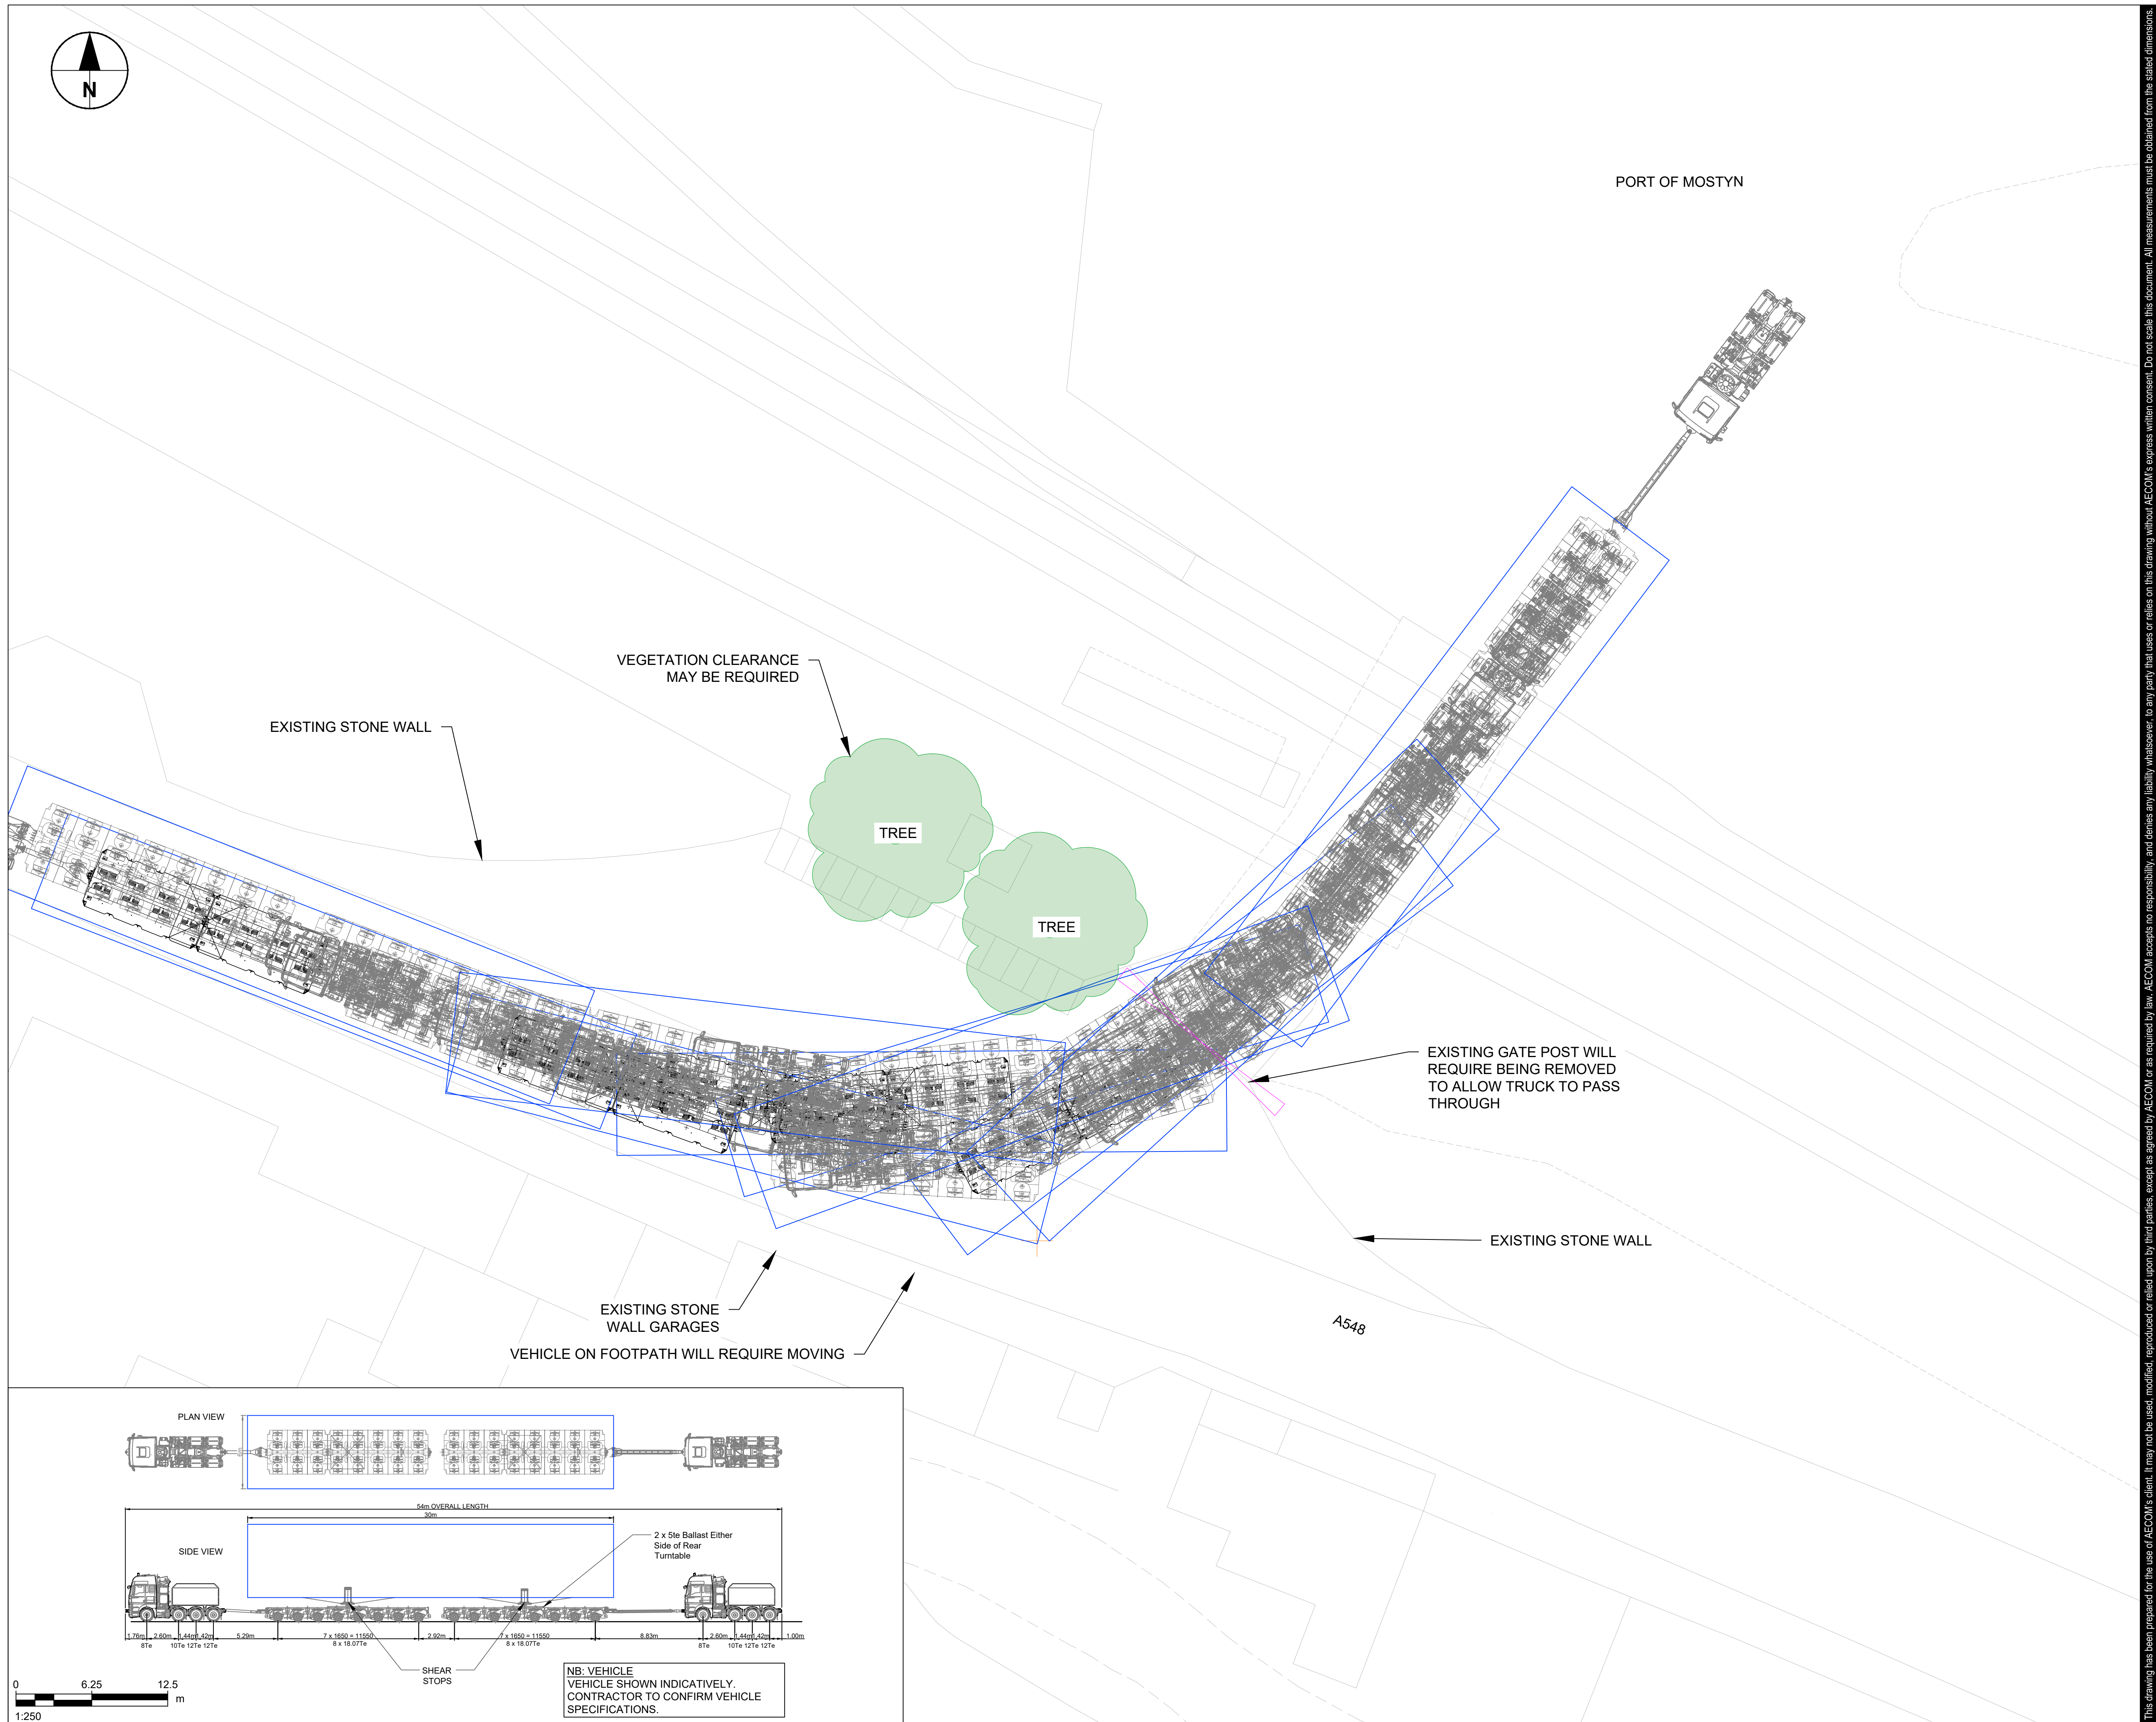 N
PORT OF MOSTYN
VEGETATION CLEARANCE
MAY BE REQUIRED
EXISTING STONE WALL
TREE
TREE
EXISTING GATE POST WILL
REQUIRE BEING REMOVED
TO ALLOW TRUCK TO PASS
THROUGH
EXISTING STONE WALL
EXISTING STONE
WALL GARAGES
VEHICLE ON FOOTPATH WILL REQUIRE MOVING
A548
PLAN VIEW
54m OVERALL LENGTH
30m
SIDE VIEW
2 x 5te Ballast Either
Side of Rear
Turntable
1.76m 2.60m 1.44m 1.42m 5.29m 7 x 1650 = 11550 2.92m 7 x 1650 = 11550 8.83m 2.60m 1.44m 1.42m 1.00m
8Te 10Te 12Te 12Te 8 x 18.07Te 8 x 18.07Te 8Te 10Te 12Te 12Te
SHEAR
STOPS
NB: VEHICLE
VEHICLE SHOWN INDICATIVELY.
CONTRACTOR TO CONFIRM VEHICLE
SPECIFICATIONS.
0 6.25 12.5
m
1:250
This drawing has been prepared for the use of AECOM's client. It may not be used, modified, reproduced or relied upon by third parties, except as agreed by AECOM or as required by law. AECOM accepts no responsibility, and denies any liability whatsoever, to any party that uses or relies on this drawing without AECOM's express written consent. Do not scale this document. All measurements must be obtained from the stated dimensions.